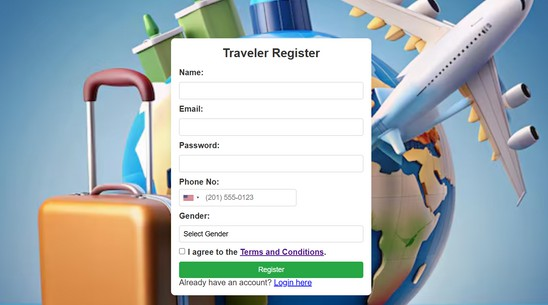 Traveler Register
Name:
Email:
Password:
Phone No:
(201) 555-0123
Gender:
Select Gender
I agree to the Terms and Conditions.
Register
Already have an account? Login here